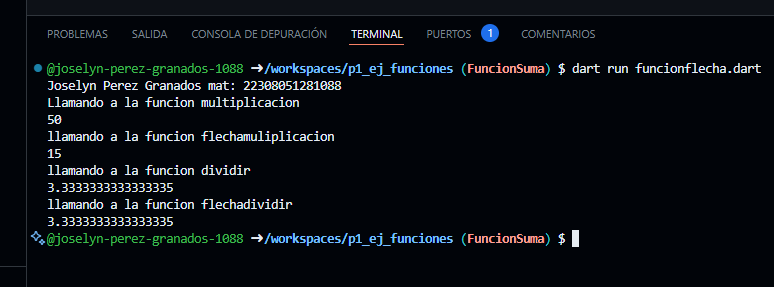 PROBLEMAS SALIDA CONSOLA DE DEPURACIÓN TERMINAL PUERTOS 1 COMENTARIOS
@joselyn-perez-granados-1088 ➜/workspaces/p1_ej_funciones (FuncionSuma) $ dart run funcionflecha.dart
Joselyn Perez Granados mat: 22308051281088
Llamando a la funcion multiplicacion
50
llamando a la funcion flechamuliplicacion
15
llamando a la funcion dividir
3.3333333333333335
llamando a la funcion flechadividir
3.3333333333333335
@joselyn-perez-granados-1088 ➜/workspaces/p1_ej_funciones (FuncionSuma) $